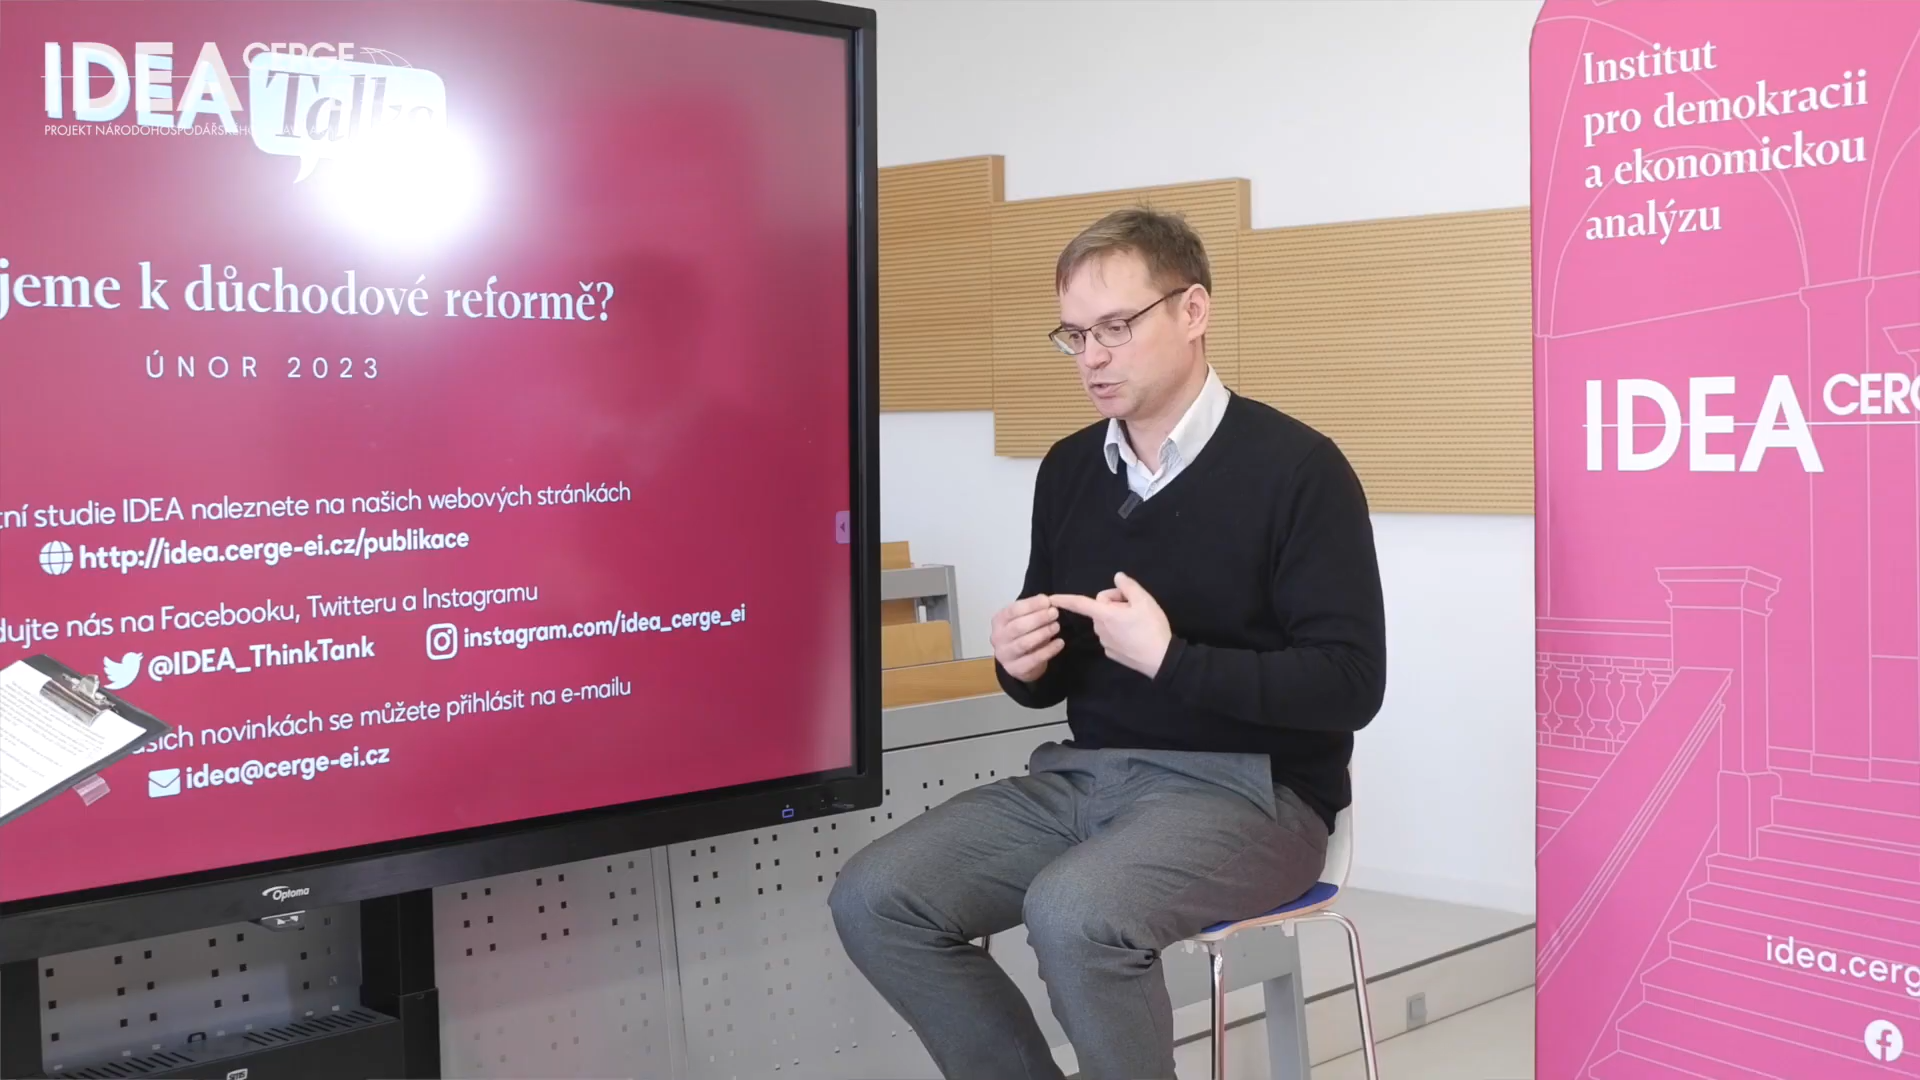 IDEA CERGE
Talks
PROJEKT NÁRODOHOSPODÁŘSKÉHO
jeme k důchodové reformě?
ÚNOR 2023
tní studie IDEA naleznete na našich webových stránkách
http://idea.cerge-ei.cz/publikace
dujte nás na Facebooku, Twitteru a Instagramu
@IDEA_ThinkTank
instagram.com/idea_cerge_ei
ašich novinkách se můžete přihlásit na e-mailu
idea@cerge-ei.cz
Optoma
Institut
pro demokracii
a ekonomickou
analýzu
IDEA CERG
idea.cerg